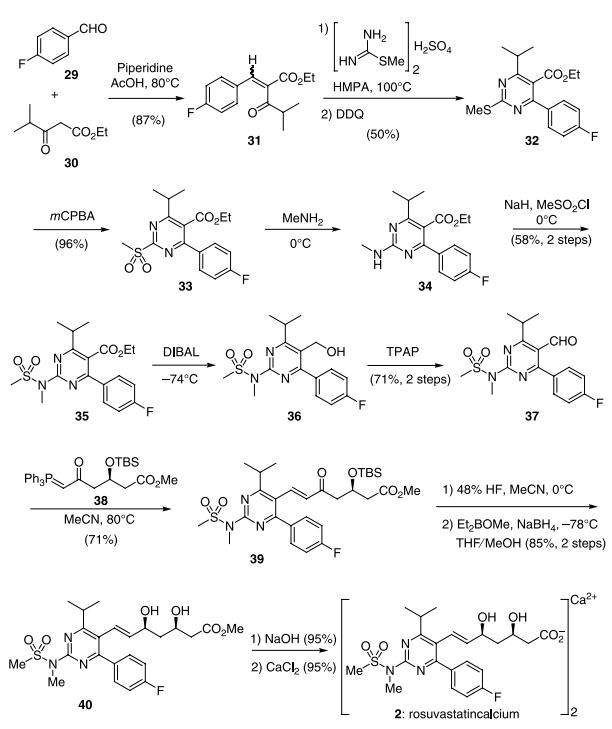 CHO
F
29
+
O
CO2Et
30
Piperidine
AcOH, 80°C
(87%)
H
CO2Et
F
O
31
1)
NH2
HN
SMe
2
H2SO4
HMPA, 100°C
2) DDQ
(50%)
N
CO2Et
MeS
N
F
32
mCPBA
(96%)
N
CO2Et
S
N
O O
F
33
MeNH2
0°C
N
CO2Et
N
H
N
F
34
NaH, MeSO2Cl
0°C
(58%, 2 steps)
O
O
S
N
N
CO2Et
N
F
35
DIBAL
–74°C
O
O
S
N
N
OH
N
F
36
TPAP
(71%, 2 steps)
O
O
S
N
N
CHO
N
F
37
Ph3P
O
OTBS
CO2Me
38
MeCN, 80°C
(71%)
O
OTBS
CO2Me
O
O
S
N
N
N
F
39
1) 48% HF, MeCN, 0°C
2) Et2BOMe, NaBH4, –78°C
THF/MeOH (85%, 2 steps)
OH OH
CO2Me
O
O
S
Me
N
Me
N
N
F
40
1) NaOH (95%)
2) CaCl2 (95%)
OH OH
CO2–
O
O
S
Me
N
Me
N
N
F
Ca2+
2
2: rosuvastatincalcium